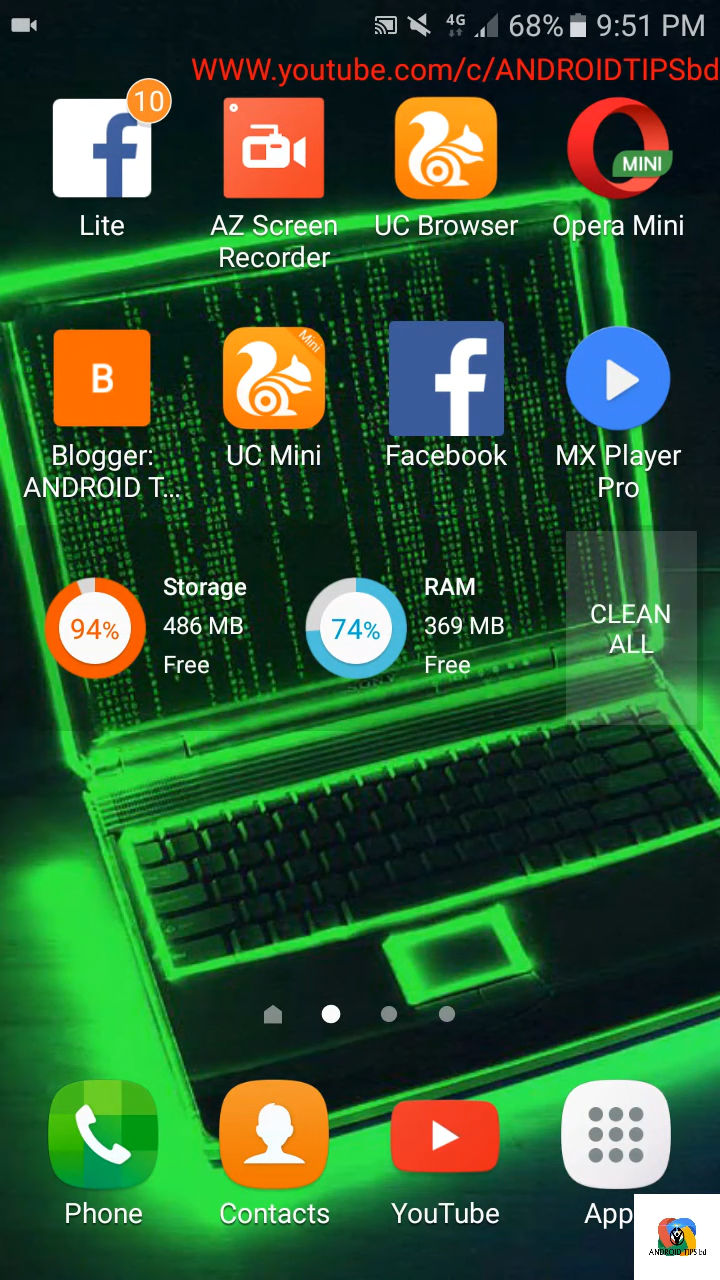 4G 68% 9:51 PM
WWW.youtube.com/c/ANDROIDTIPSbd
10
MINI
Lite
AZ Screen
Recorder
UC Browser
Opera Mini
B
Mini
Blogger:
ANDROID T...
UC Mini
Facebook
MX Player
Pro
94%
Storage
486 MB
Free
74%
RAM
369 MB
Free
CLEAN
ALL
SONY
Phone
Contacts
YouTube
App
ANDROID TIPS bd